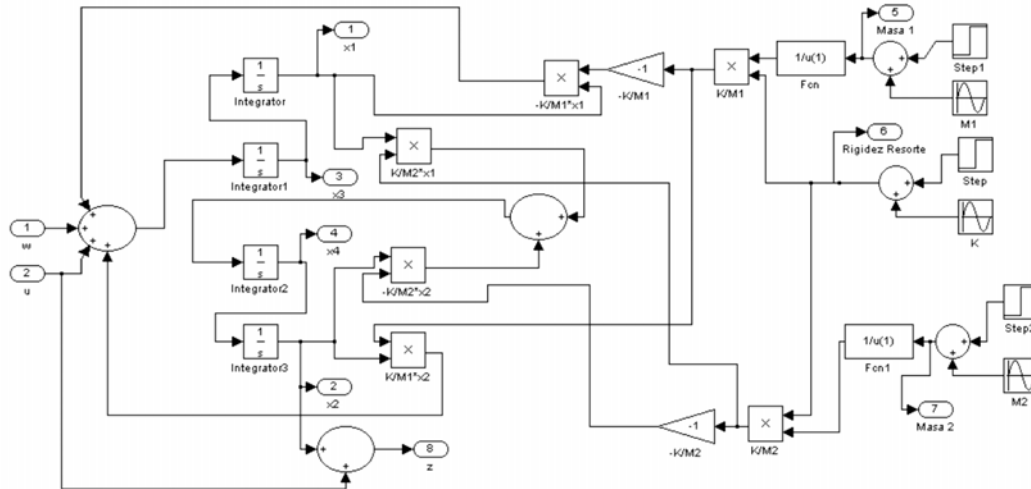 1
x1
5
Masa 1
Step1
1
s
Integrator
×
-K/M1*x1
-1
-K/M1
×
K/M1
1/u(1)
Fcn
+
+
M1
6
Rigidez Resorte
×
K/M2*x1
Step
1
s
Integrator1
3
x3
+
+
K
+
+
+
+
1
w
2
u
+
+
4
x4
1
s
Integrator2
×
-K/M2*x2
Step2
1
s
Integrator3
×
K/M1*x2
1/u(1)
Fcn1
+
+
M2
2
x2
7
Masa 2
-1
-K/M2
×
K/M2
+
+
8
z